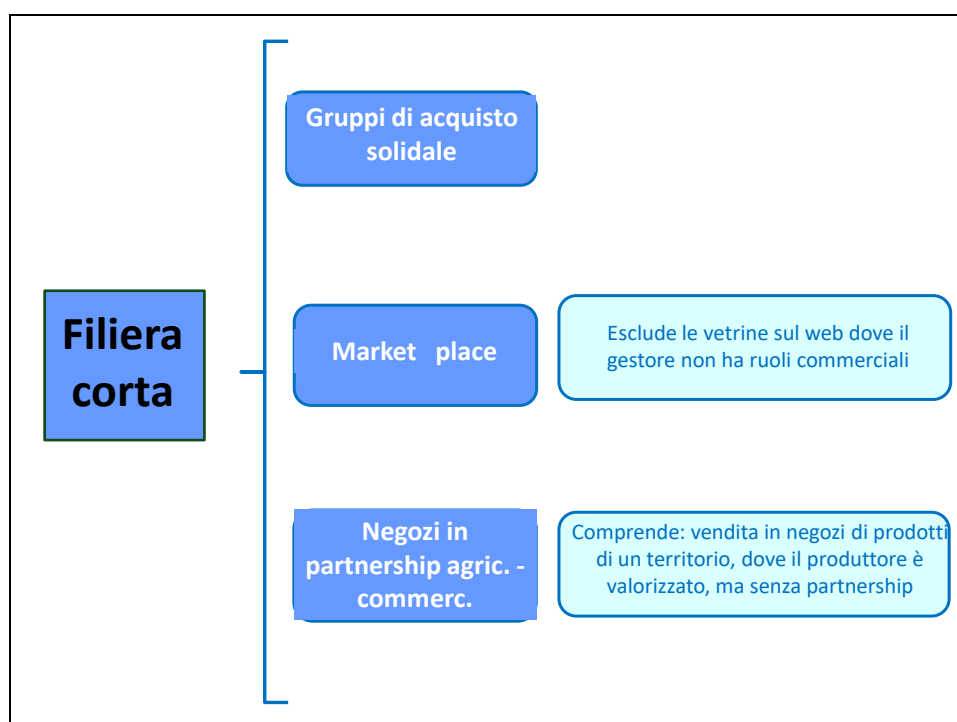 Gruppi di acquisto
solidale
Filiera
corta
Market place
Esclude le vetrine sul web dove il
gestore non ha ruoli commerciali
Negozi in
partnership agric. -
commerc.
Comprende: vendita in negozi di prodotti
di un territorio, dove il produttore è
valorizzato, ma senza partnership